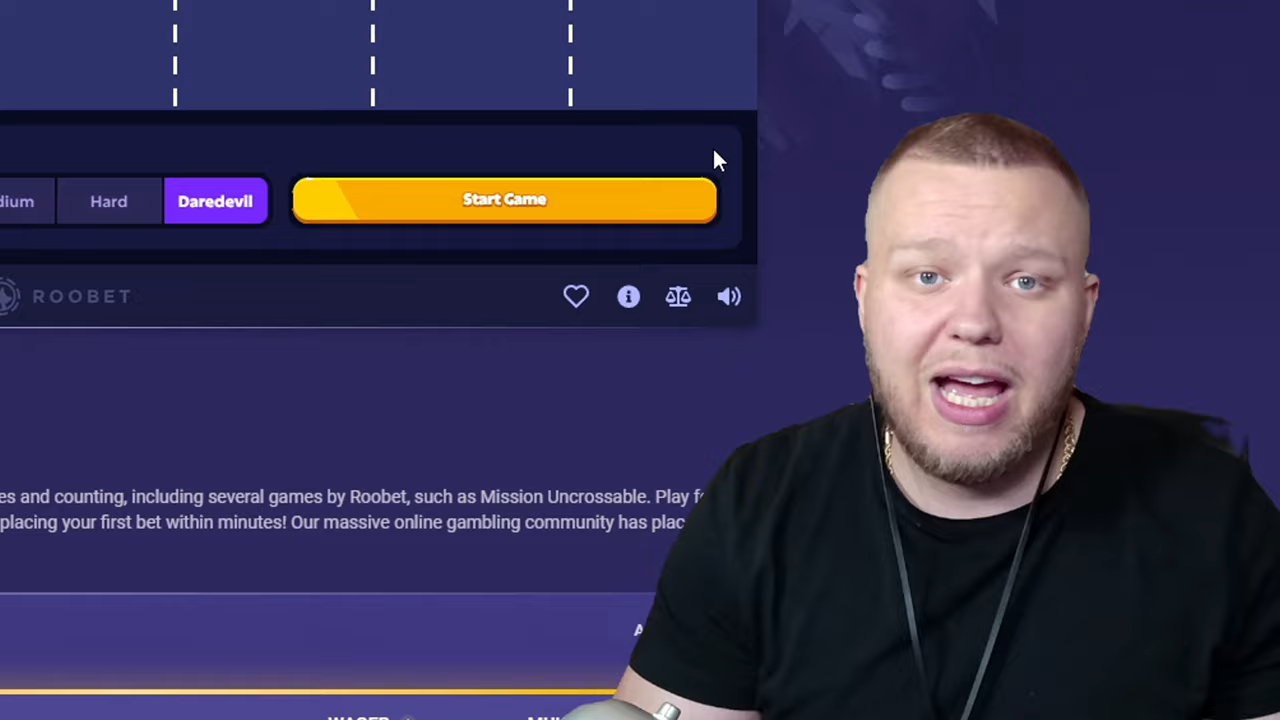 dium
Hard
Daredevil
Start Game
ROOBET
es and counting, including several games by Roobet, such as Mission Uncrossable. Play f
placing your first bet within minutes! Our massive online gambling community has plac